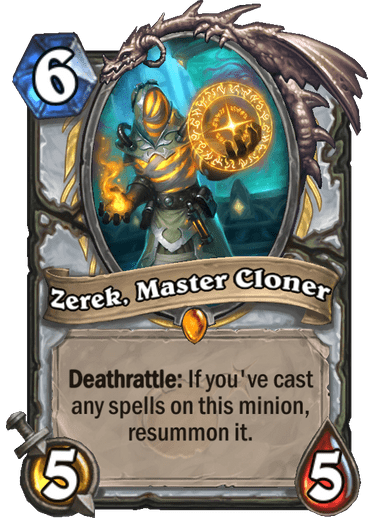 6
Zerek, Master Cloner
Deathrattle: If you've cast
any spells on this minion,
resummon it.
5
5